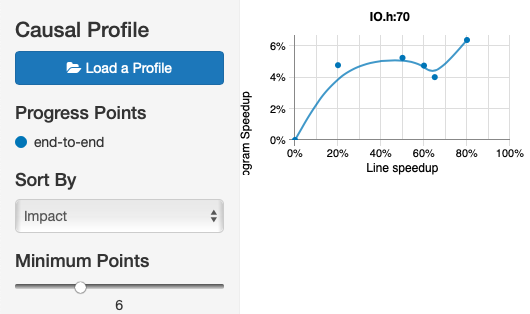 Causal Profile
Load a Profile
Progress Points
end-to-end
Sort By
Impact
Minimum Points
6
IO.h:70
Speedup
6%
4%
2%
0%
0%
20%
40%
60%
80%
100%
Line speedup